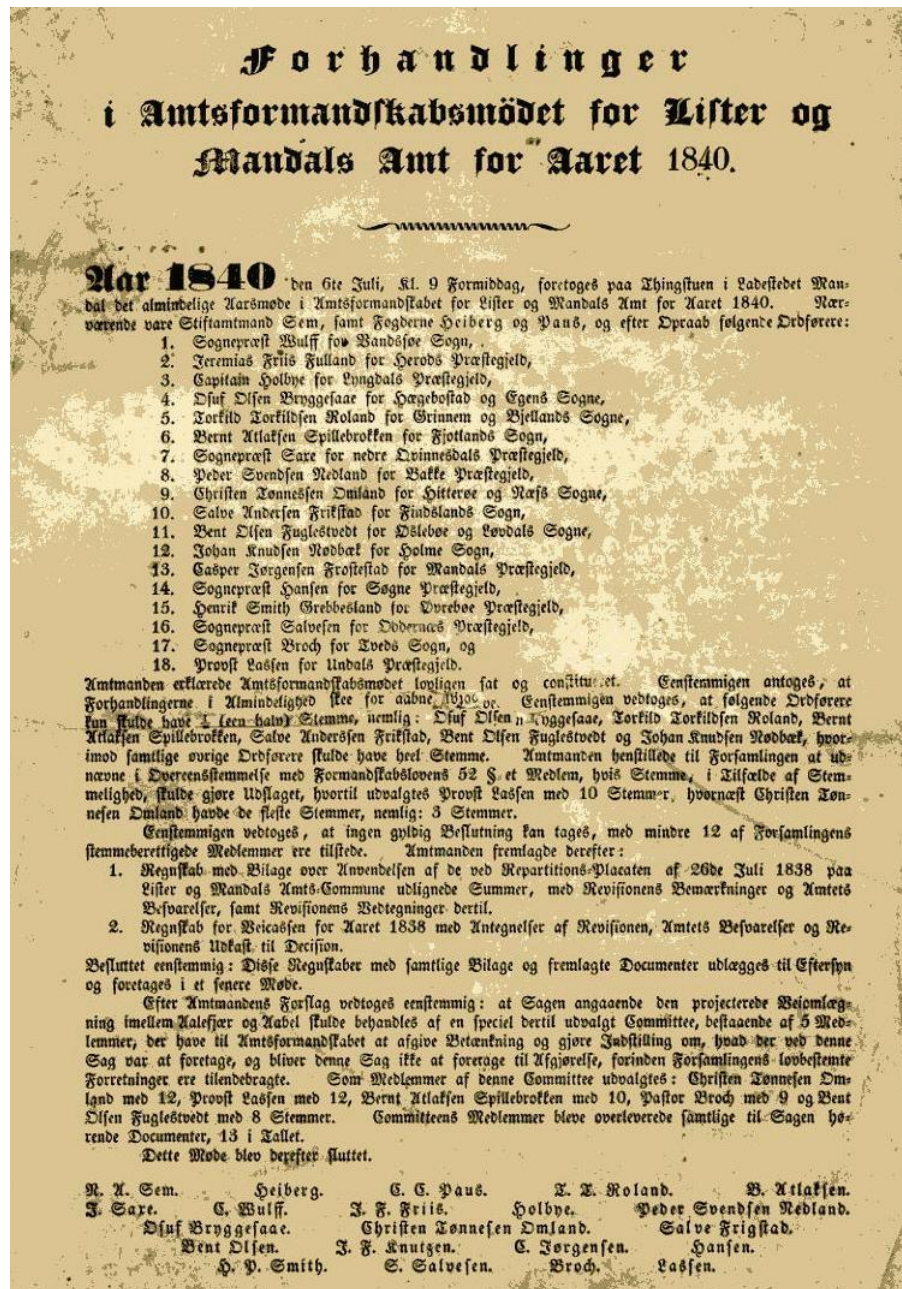 Forhandlinger
i Amtsformandskabsmödet for Lister og
Mandals Amt for Aaret 1840.
Aar 1840 den 6te Juli, Kl. 9 Formiddag, foretoges paa Thingstuen i Ladestedet Man-
dal det almindelige Aarsmøde i Amtsformandskabet for Lister og Mandals Amt for Aaret 1840. Nær-
værende vare Stiftamtmand Sem, samt Fogderne Heiberg og Paus, og efter Opraab følgende Ordførere:
1. Sognepræst Wulff for Vandsøe Sogn,
2. Jeremias Friis Fulland for Herods Præstegjeld,
3. Capitain Holbye for Lyngdals Præstegjeld,
4. Osuf Olsen Bryggesaae for Hægebostad og Egens Sogne,
5. Torkild Torkildsen Roland for Grinnem og Bjellands Sogne,
6. Bernt Atlaksen Spillebrokken for Fjotlands Sogn,
7. Sognepræst Saxe for nedre Qvinnesdals Præstegjeld,
8. Peder Svendsen Nedland for Bakke Præstegjeld,
9. Christen Tønnessen Omland for Hitterøe og Næss Sogne,
10. Salve Andersen Frikstad for Findslands Sogn,
11. Bent Olsen Fuglestvedt for Øslebøe og Løvdals Sogne,
12. Johan Knudsen Nødbæk for Holme Sogn,
13. Casper Jørgensen Frostestad for Mandals Præstegjeld,
14. Sognepræst Hansen for Søgne Præstegjeld,
15. Henrik Smith Grebbesland for Øvrebøe Præstegjeld,
16. Sognepræst Salvesen for Oddernæs Præstegjeld,
17. Sognepræst Broch for Tveds Sogn, og
18. Provst Lassen for Undals Præstegjeld.
Amtmanden erklærede Amtsformandskabsmødet lovligen sat og constitueret. Eenstemmigen antoges, at
Forhandlingerne i Almindelighed skee for aabne Eenstemmigen vedtoges, at følgende Ordførere
kun skulde have ½ (een halv) Stemme, nemlig: Osuf Olsen Bryggesaae, Torkild Torkildsen Roland, Bernt
Atlaksen Spillebrokken, Salve Anderssen Frikstad, Bent Olsen Fuglestvedt og Johan Knudsen Nødbæk, hvor-
imod samtlige øvrige Ordførere skulde have heel Stemme. Amtmanden henstillede til Forsamlingen at ud-
nævne i Overeensstemmelse med Formandskabslovens 52 § et Medlem, hvis Stemme, i Tilfælde af Stem-
melighed, skulde gjøre Udslaget, hvortil udvalgtes Provst Lassen med 10 Stemmer, hvornæst Christen Tøn-
nesen Omland havde de fleste Stemmer, nemlig: 3 Stemmer.
Eenstemmigen vedtoges, at ingen gyldig Beslutning kan tages, med mindre 12 af Forsamlingens
stemmeberettigede Medlemmer ere tilstede. Amtmanden fremlagde derefter:
1. Regnskab med Bilage over Anvendelsen af de ved Repartitions-Placaten af 26de Juli 1838 paa
Lister og Mandals Amts-Commune udlignede Summer, med Revisionens Bemærkninger og Amtets
Besvarelser, samt Revisionens Vedtegninger dertil.
2. Regnskab for Veicassen for Aaret 1838 med Antegnelser af Revisionen, Amtets Besvarelser og Re-
visionens Udkast til Decision.
Besluttet eenstemmig: Disse Regnskaber med samtlige Bilage og fremlagte Documenter udlægges til Eftersyn
og foretages i et senere Møde.
Efter Amtmandens Forslag vedtoges eenstemmig: at Sagen angaaende den projecterede Veiomlæg-
ning imellem Aalefjær og Aabel skulde behandles af en speciel dertil udvalgt Committee, bestaaende af 5 Med-
lemmer, der have til Amtsformandskabet at afgive Betænkning og gjøre Indstilling om, hvad der ved denne
Sag var at foretage, og bliver denne Sag ikke at foretage til Afgjørelse, forinden Forsamlingens lovbestemte
Forretninger ere tilendebragte. Som Medlemmer af denne Committee udvalgtes: Christen Tønnesen Om-
land med 12, Provst Lassen med 12, Bernt Atlaksen Spillebrokken med 10, Pastor Broch med 9 og Bent
Olsen Fuglestvedt med 8 Stemmer. Committeens Medlemmer bleve overleverede samtlige til Sagen hø-
rende Documenter, 13 i Tallet.
Dette Møde blev derefter sluttet.
N. A. Sem. Heiberg. C. C. Paus. T. T. Roland. B. Atlaksen.
J. Saxe. C. Wulff. J. F. Friis. Holbye. Peder Svendsen Nedland.
Osuf Bryggesaae. Christen Tønnesen Omland. Salve Frigstad.
Bent Olsen. J. F. Knutzen. C. Jørgensen. Hansen.
H. P. Smith. S. Salvesen. Broch. Lassen.